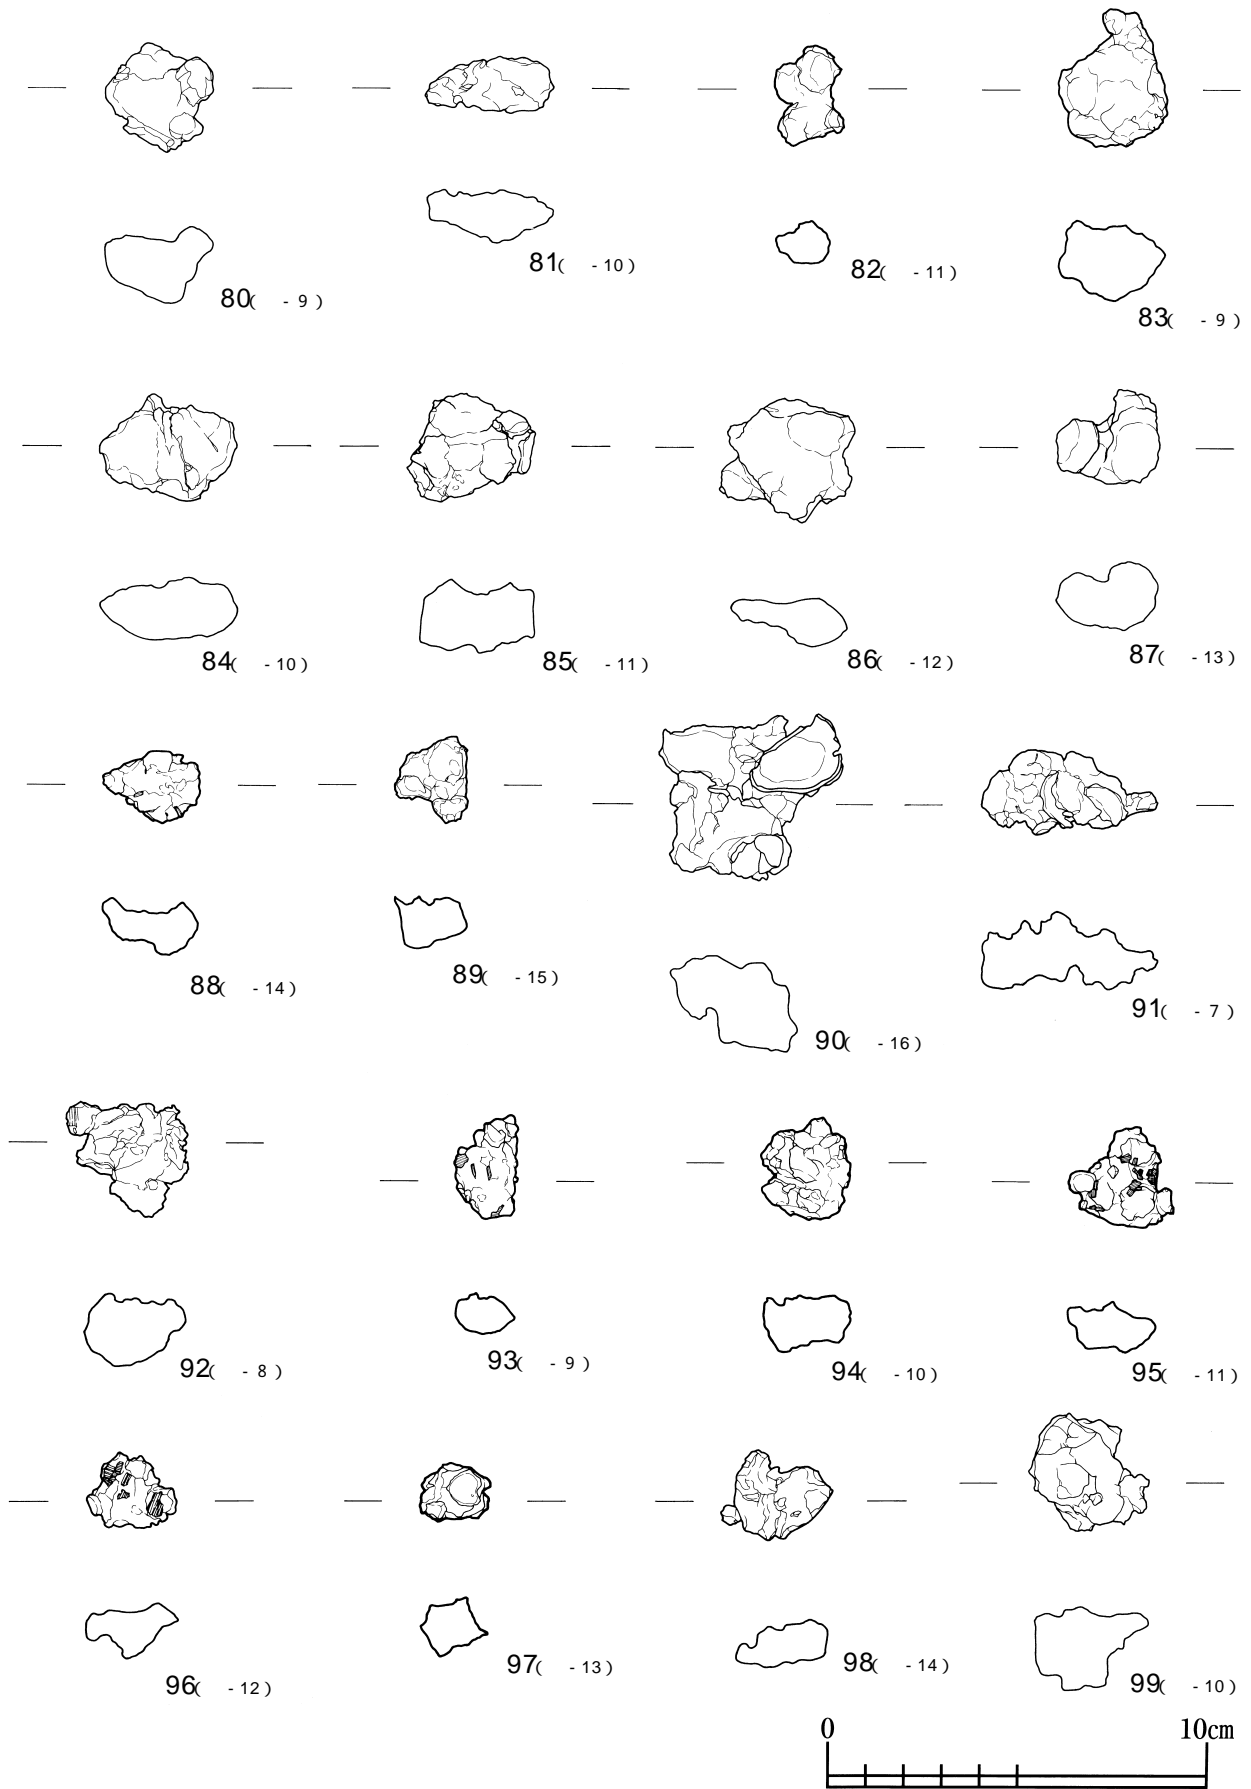 80( - 9 )
81( - 10 )
82( - 11 )
83( - 9 )
84( - 10 )
85( - 11 )
86( - 12 )
87( - 13 )
88( - 14 )
89( - 15 )
90( - 16 )
91( - 7 )
92( - 8 )
93( - 9 )
94( - 10 )
95( - 11 )
96( - 12 )
97( - 13 )
98( - 14 )
99( - 10 )
0 10cm